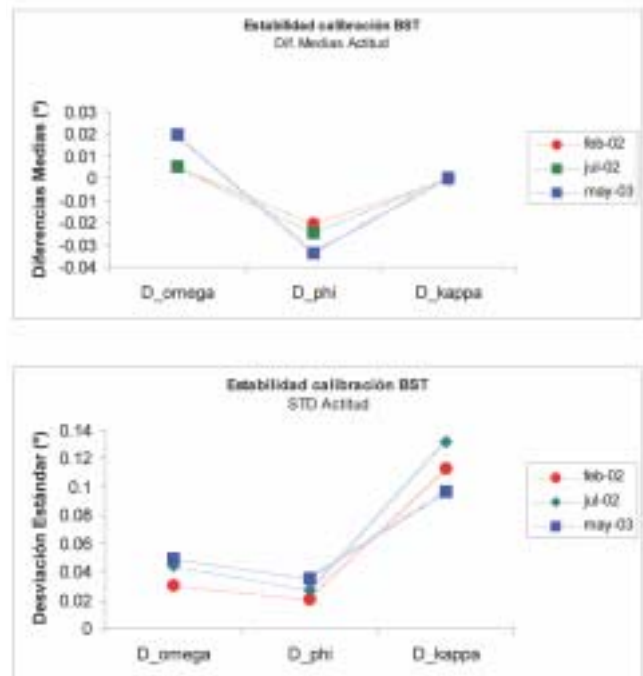 Estabilidad calibración BST
Dif. Medias Actitud
Diferencias Medias (º)
0.03
0.02
0.01
0
-0.01
-0.02
-0.03
-0.04
D_omega
D_phi
D_kappa
feb-02
jul-02
may-03
Estabilidad calibración BST
STD Actitud
Desviación Estándar (º)
0.14
0.12
0.1
0.08
0.06
0.04
0.02
0
D_omega
D_phi
D_kappa
feb-02
jul-02
may-03